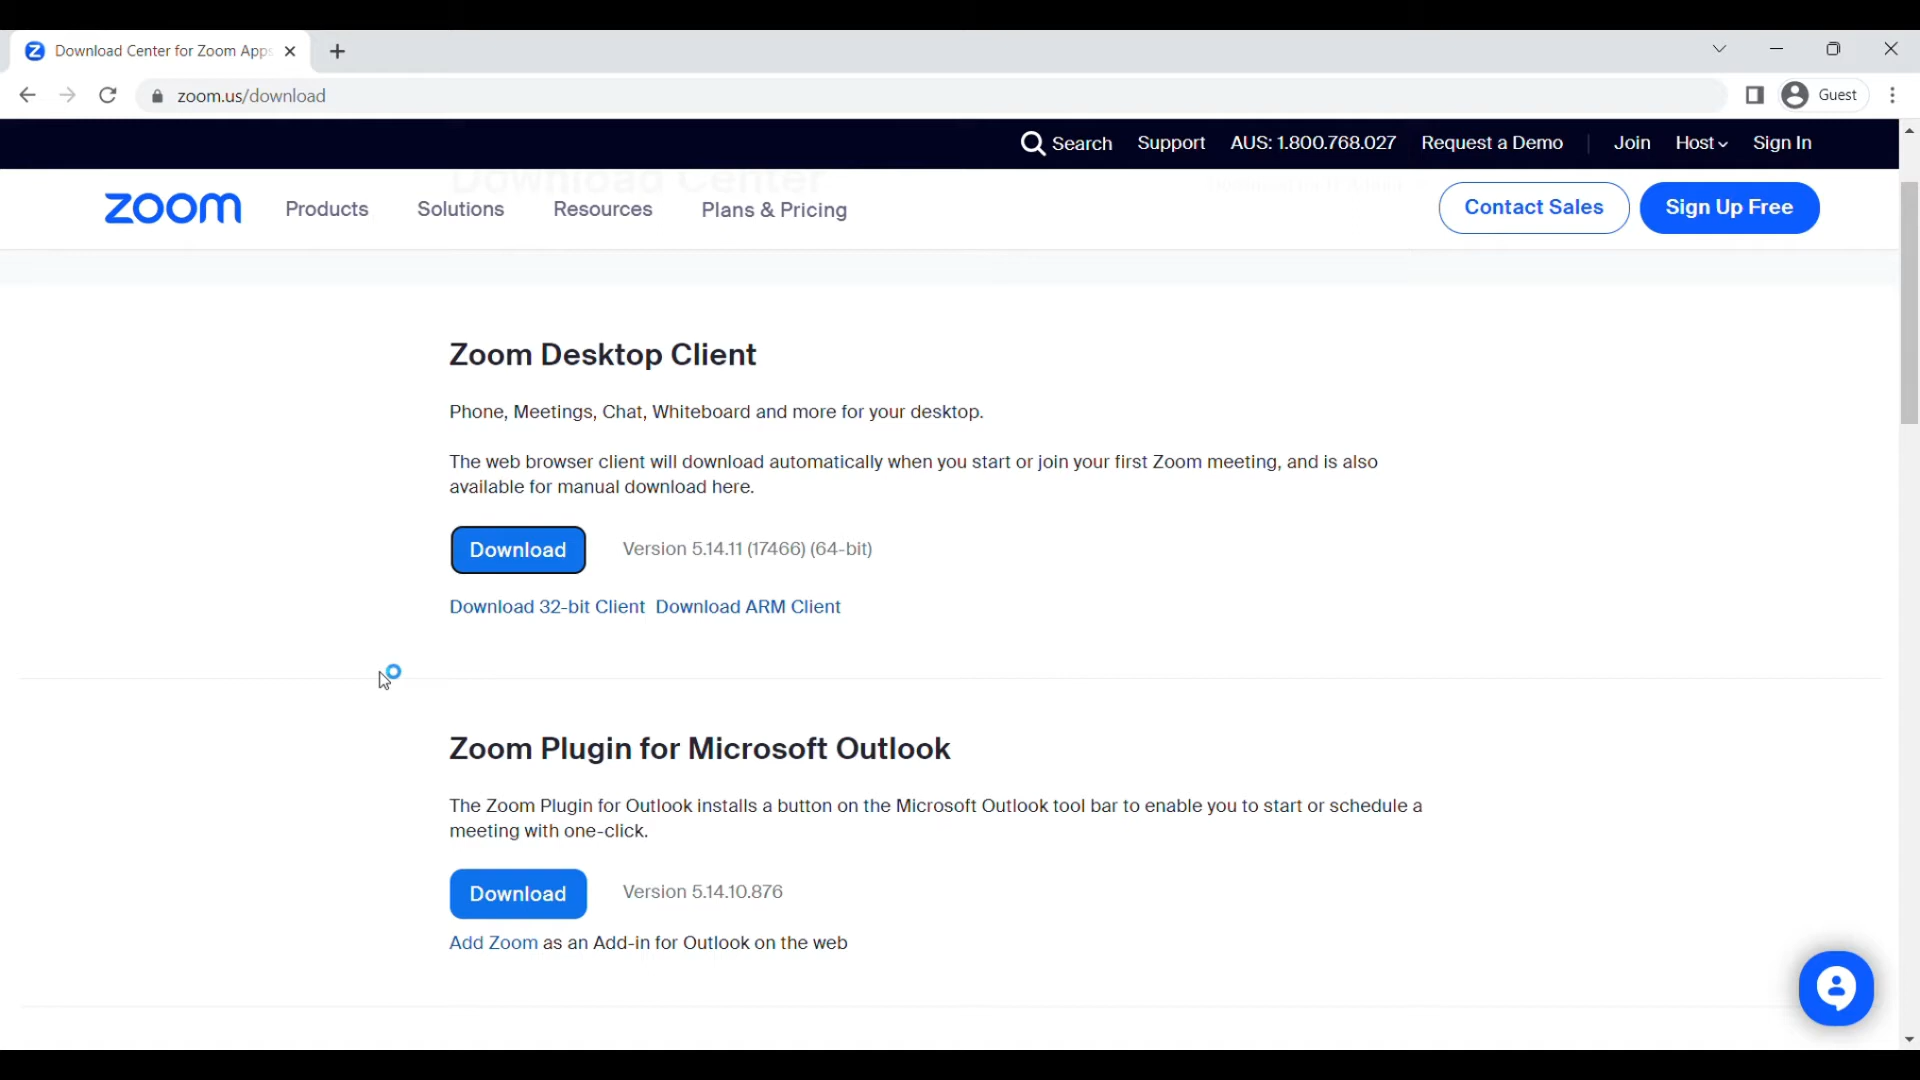 Download Center for Zoom Apps
zoom.us/download
Guest
Search Support AUS: 1.800.768.027 Request a Demo Join Host Sign In
Download Center
zoom Products Solutions Resources Plans & Pricing Contact Sales Sign Up Free
Zoom Desktop Client
Phone, Meetings, Chat, Whiteboard and more for your desktop.
The web browser client will download automatically when you start or join your first Zoom meeting, and is also
available for manual download here.
Download Version 5.14.11 (17466) (64-bit)
Download 32-bit Client Download ARM Client
Zoom Plugin for Microsoft Outlook
The Zoom Plugin for Outlook installs a button on the Microsoft Outlook tool bar to enable you to start or schedule a
meeting with one-click.
Download Version 5.14.10.876
Add Zoom as an Add-in for Outlook on the web